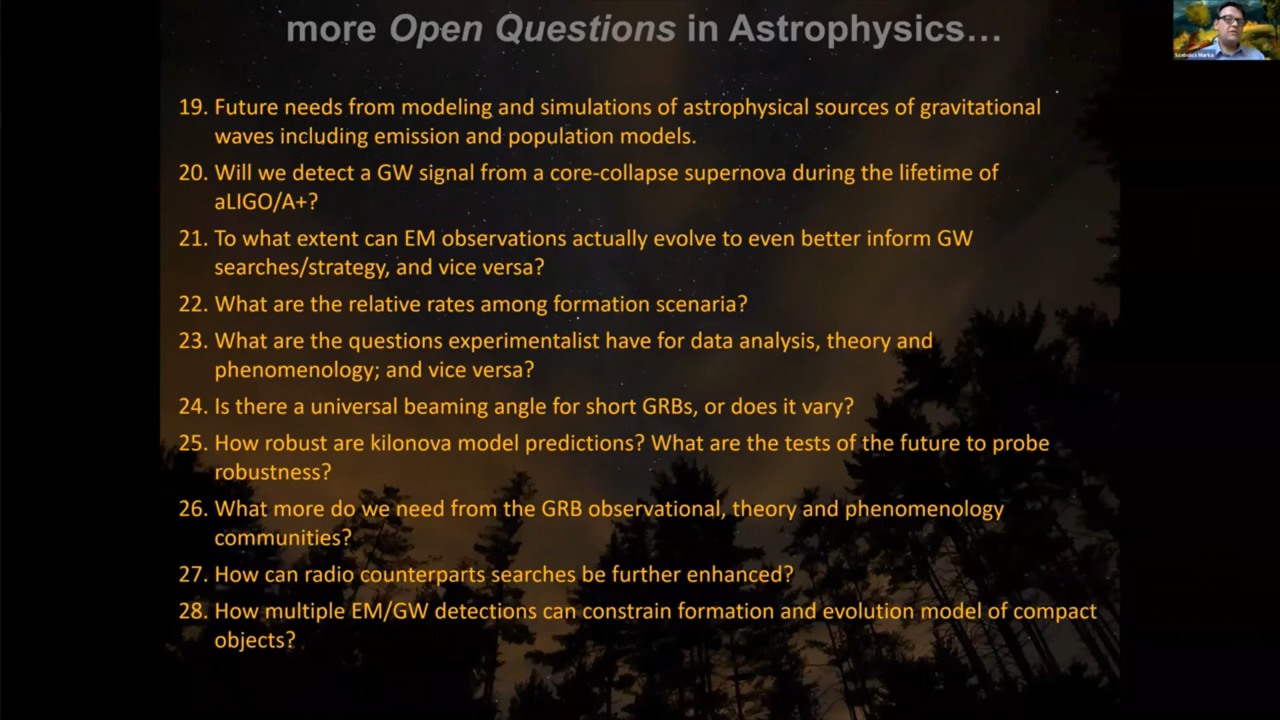 more Open Questions in Astrophysics...
Szabolcs Marka
19. Future needs from modeling and simulations of astrophysical sources of gravitational
waves including emission and population models.
20. Will we detect a GW signal from a core-collapse supernova during the lifetime of
aLIGO/A+?
21. To what extent can EM observations actually evolve to even better inform GW
searches/strategy, and vice versa?
22. What are the relative rates among formation scenaria?
23. What are the questions experimentalist have for data analysis, theory and
phenomenology; and vice versa?
24. Is there a universal beaming angle for short GRBs, or does it vary?
25. How robust are kilonova model predictions? What are the tests of the future to probe
robustness?
26. What more do we need from the GRB observational, theory and phenomenology
communities?
27. How can radio counterparts searches be further enhanced?
28. How multiple EM/GW detections can constrain formation and evolution model of compact
objects?